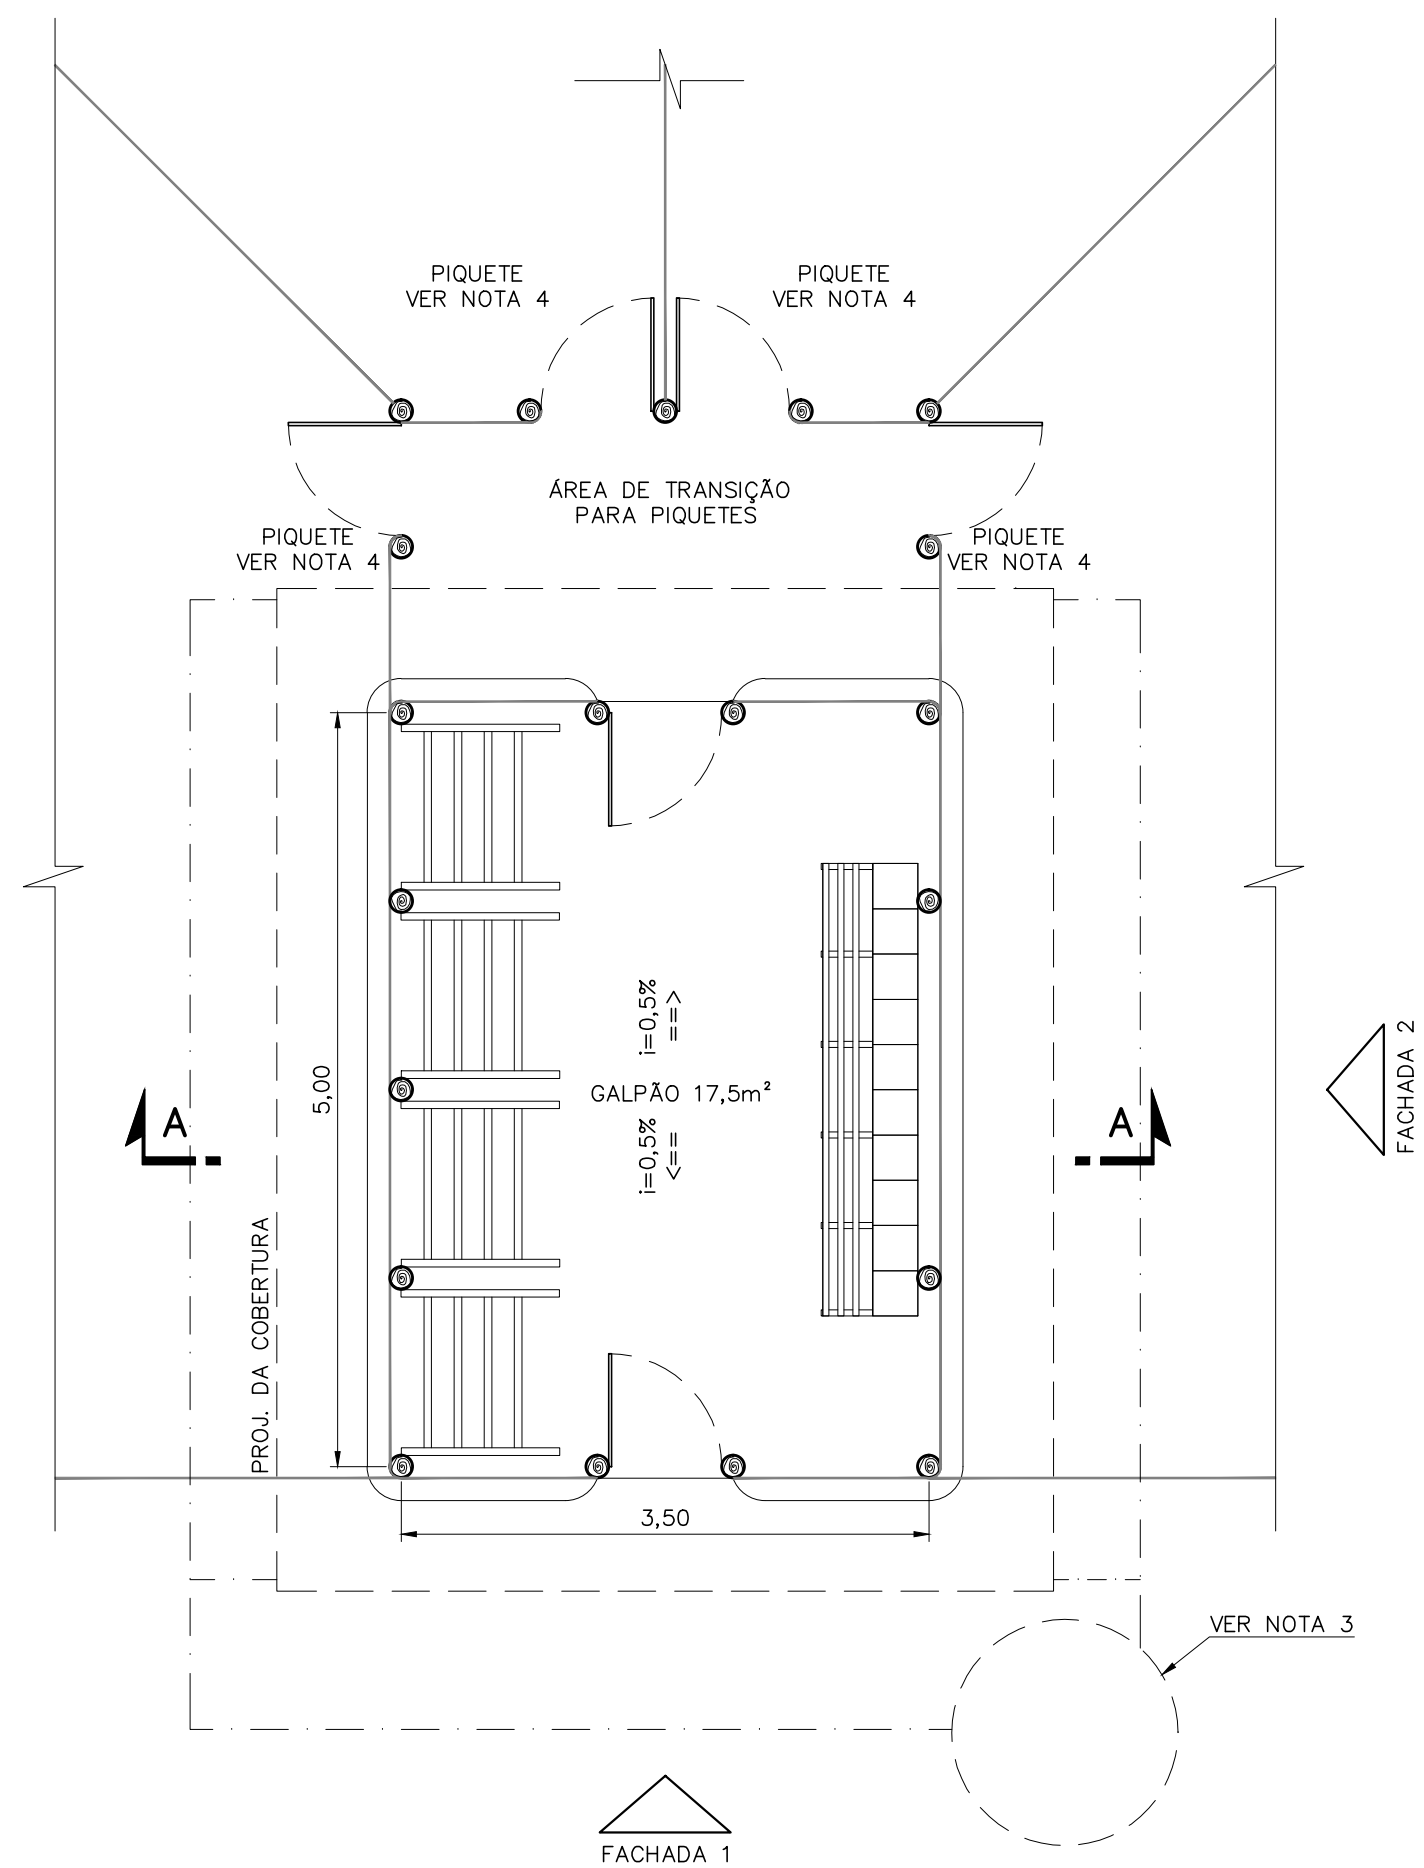 PIQUETE
VER NOTA 4
PIQUETE
VER NOTA 4
ÁREA DE TRANSIÇÃO
PARA PIQUETES
PIQUETE
VER NOTA 4
PIQUETE
VER NOTA 4
i=0,5%
==>
5,00
GALPÃO 17,5m²
i=0,5%
<==
A
A
FACHADA 2
PROJ. DA COBERTURA
3,50
VER NOTA 3
FACHADA 1